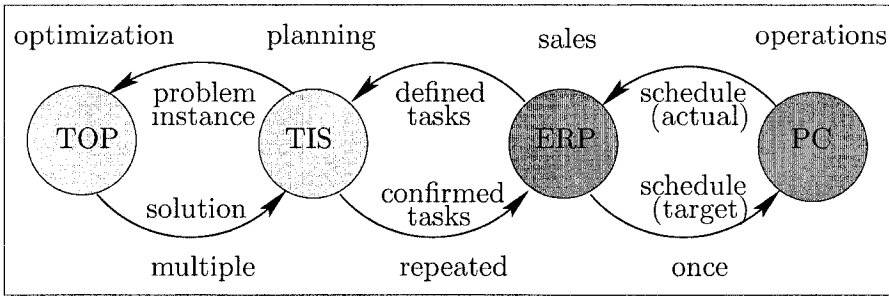 optimization planning sales operations
problem instance
defined tasks
schedule (actual)
TOP TIS ERP PC
solution
confirmed tasks
schedule (target)
multiple repeated once